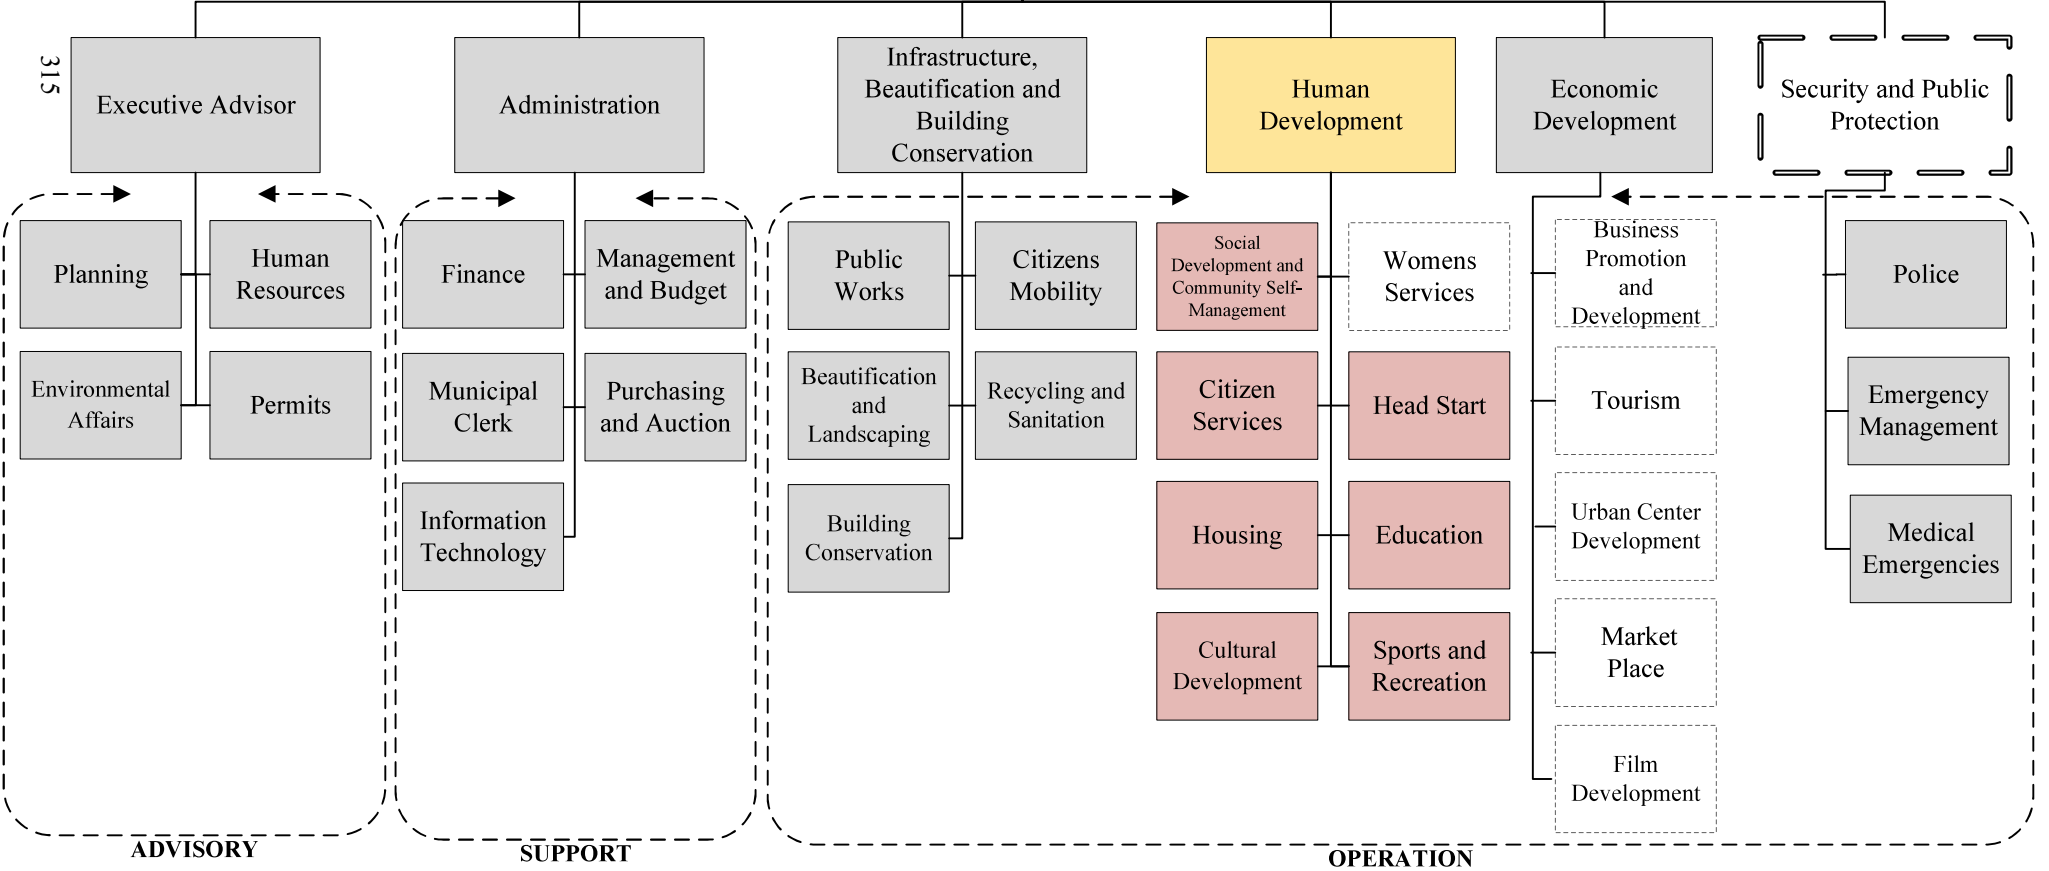 315
Executive Advisor
Administration
Infrastructure,
Beautification and
Building
Conservation
Human
Development
Economic
Development
Security and Public
Protection
Planning
Human
Resources
Environmental
Affairs
Permits
Finance
Management
and Budget
Municipal
Clerk
Purchasing
and Auction
Information
Technology
Public
Works
Citizens
Mobility
Beautification
and
Landscaping
Recycling and
Sanitation
Building
Conservation
Social
Development and
Community Self-
Management
Womens
Services
Citizen
Services
Head Start
Housing
Education
Cultural
Development
Sports and
Recreation
Business
Promotion
and
Development
Tourism
Urban Center
Development
Market
Place
Film
Development
Police
Emergency
Management
Medical
Emergencies
ADVISORY
SUPPORT
OPERATION